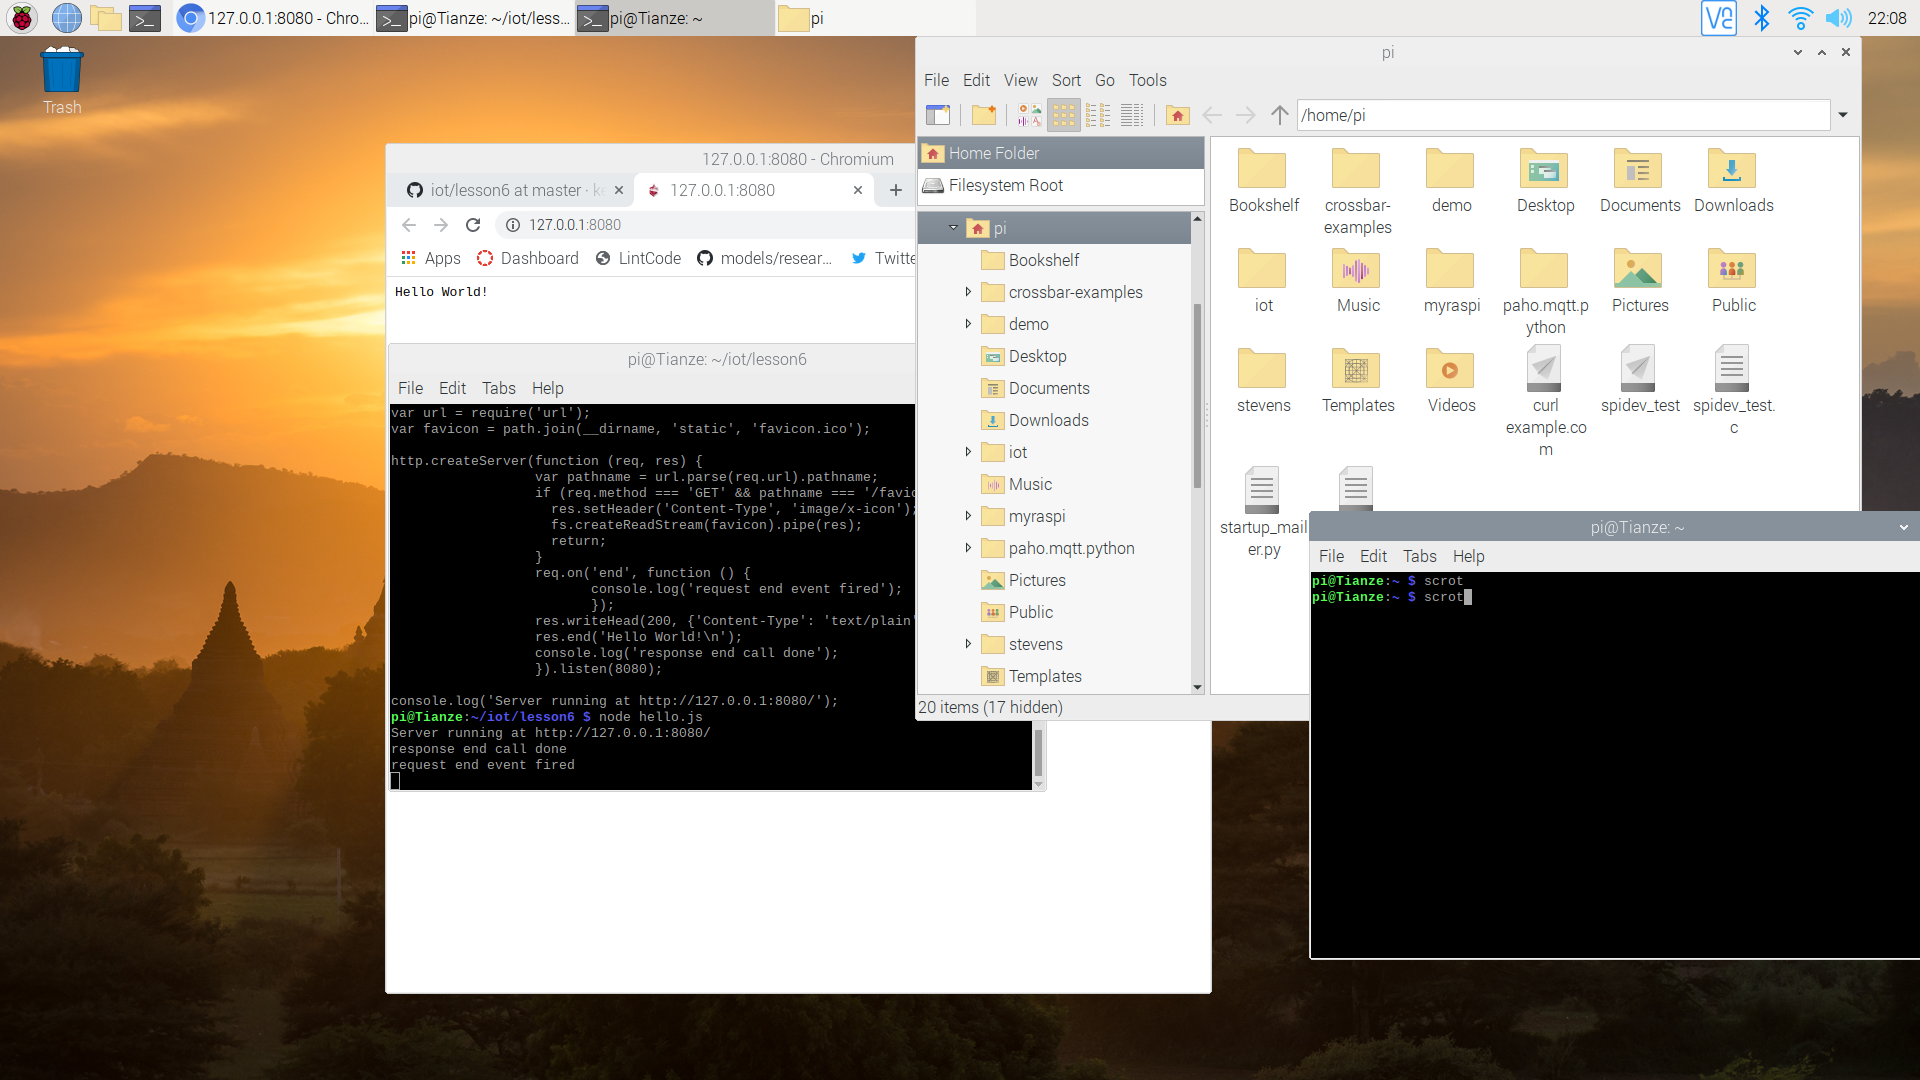 127.0.0.1:8080 - Chro...
pi@Tianze: ~/iot/less...
pi@Tianze: ~
pi
22:08
Trash
127.0.0.1:8080 - Chromium
iot/lesson6 at master · ke
127.0.0.1:8080
127.0.0.1:8080
Apps
Dashboard
LintCode
models/resear...
Twitte
Hello World!
pi@Tianze: ~/iot/lesson6
File Edit Tabs Help
var url = require('url');
var favicon = path.join(__dirname, 'static', 'favicon.ico');
http.createServer(function (req, res) {
var pathname = url.parse(req.url).pathname;
if (req.method === 'GET' && pathname === '/favic
res.setHeader('Content-Type', 'image/x-icon');
fs.createReadStream(favicon).pipe(res);
return;
}
req.on('end', function () {
console.log('request end event fired');
});
res.writeHead(200, {'Content-Type': 'text/plain'
res.end('Hello World!\n');
console.log('response end call done');
}).listen(8080);
console.log('Server running at http://127.0.0.1:8080/');
pi@Tianze:~/iot/lesson6 $ node hello.js
Server running at http://127.0.0.1:8080/
response end call done
request end event fired
pi
File Edit View Sort Go Tools
/home/pi
Home Folder
Filesystem Root
pi
Bookshelf
crossbar-examples
demo
Desktop
Documents
Downloads
iot
Music
myraspi
paho.mqtt.python
Pictures
Public
stevens
Templates
20 items (17 hidden)
Bookshelf
crossbar-
examples
demo
Desktop
Documents
Downloads
iot
Music
myraspi
paho.mqtt.p
ython
Pictures
Public
stevens
Templates
Videos
curl
example.co
m
spidev_test
spidev_test.
c
startup_mail
er.py
pi@Tianze: ~
File Edit Tabs Help
pi@Tianze:~ $ scrot
pi@Tianze:~ $ scrot